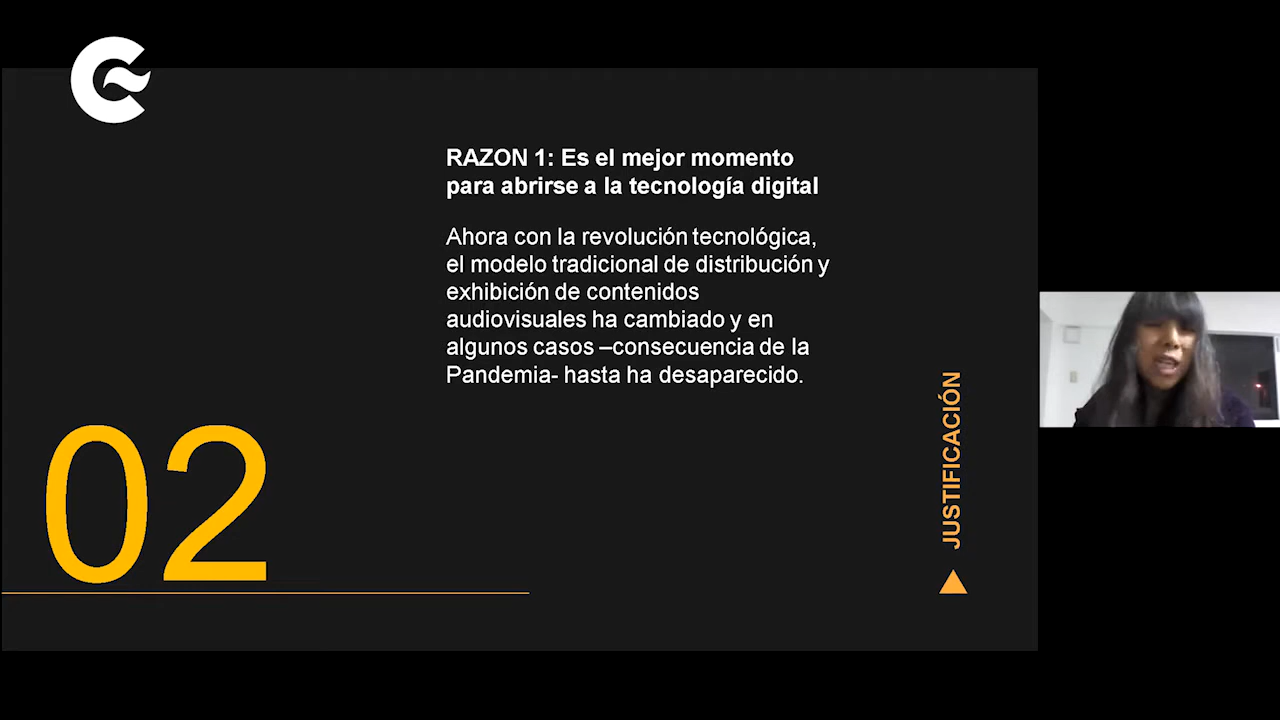 RAZON 1: Es el mejor momento
para abrirse a la tecnología digital
Ahora con la revolución tecnológica,
el modelo tradicional de distribución y
exhibición de contenidos
audiovisuales ha cambiado y en
algunos casos –consecuencia de la
Pandemia- hasta ha desaparecido.
02
JUSTIFICACIÓN